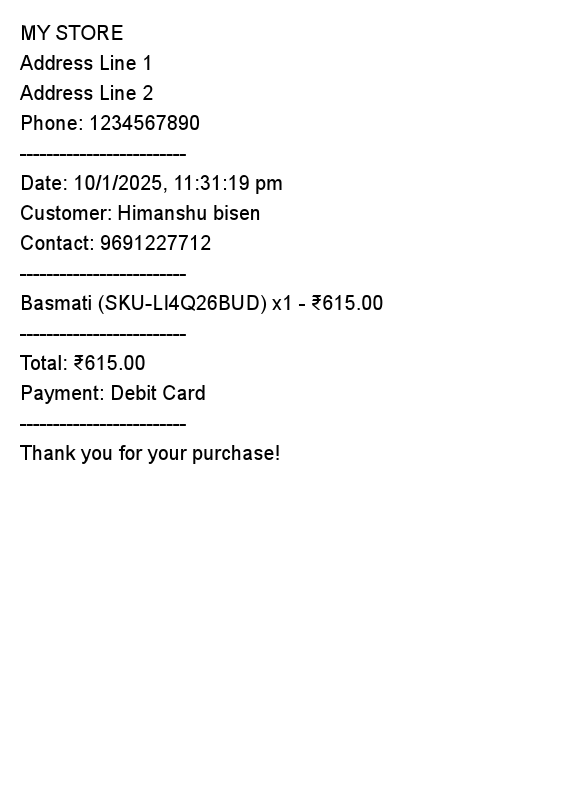 MY STORE
Address Line 1
Address Line 2
Phone: 1234567890
--------------------------
Date: 10/1/2025, 11:31:19 pm
Customer: Himanshu bisen
Contact: 9691227712
--------------------------
Basmati (SKU-LI4Q26BUD) x1 - ₹615.00
--------------------------
Total: ₹615.00
Payment: Debit Card
--------------------------
Thank you for your purchase!